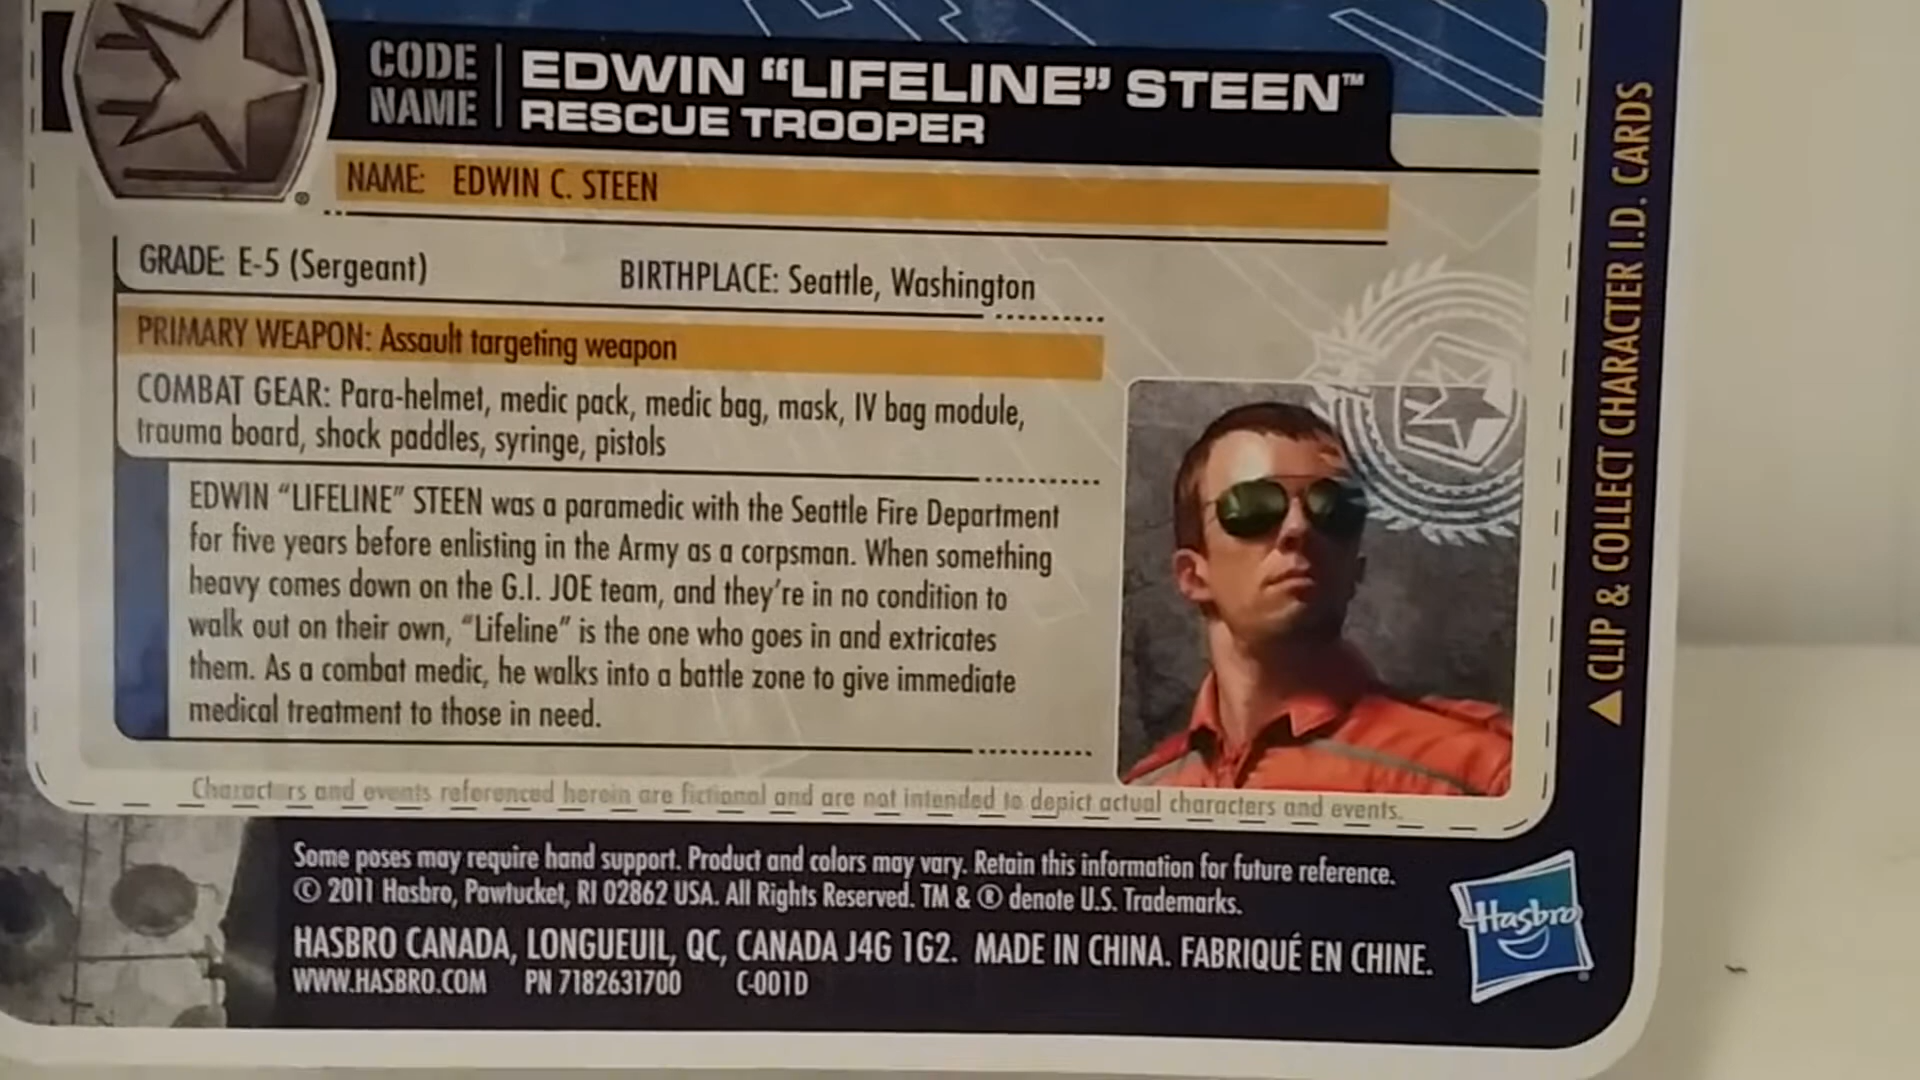 CODE NAME
EDWIN “LIFELINE” STEEN™
RESCUE TROOPER
NAME: EDWIN C. STEEN
®
GRADE: E-5 (Sergeant) BIRTHPLACE: Seattle, Washington
PRIMARY WEAPON: Assault targeting weapon
COMBAT GEAR: Para-helmet, medic pack, medic bag, mask, IV bag module,
trauma board, shock paddles, syringe, pistols
EDWIN “LIFELINE” STEEN was a paramedic with the Seattle Fire Department
for five years before enlisting in the Army as a corpsman. When something
heavy comes down on the G.I. JOE team, and they’re in no condition to
walk out on their own, “Lifeline” is the one who goes in and extricates
them. As a combat medic, he walks into a battle zone to give immediate
medical treatment to those in need.
Characters and events referenced herein are fictional and are not intended to depict actual characters and events.
▲ CLIP & COLLECT CHARACTER I.D. CARDS
Some poses may require hand support. Product and colors may vary. Retain this information for future reference.
© 2011 Hasbro, Pawtucket, RI 02862 USA. All Rights Reserved. TM & ® denote U.S. Trademarks.
HASBRO CANADA, LONGUEUIL, QC, CANADA J4G 1G2. MADE IN CHINA. FABRIQUÉ EN CHINE.
WWW.HASBRO.COM PN 7182631700 C-001D
Hasbro